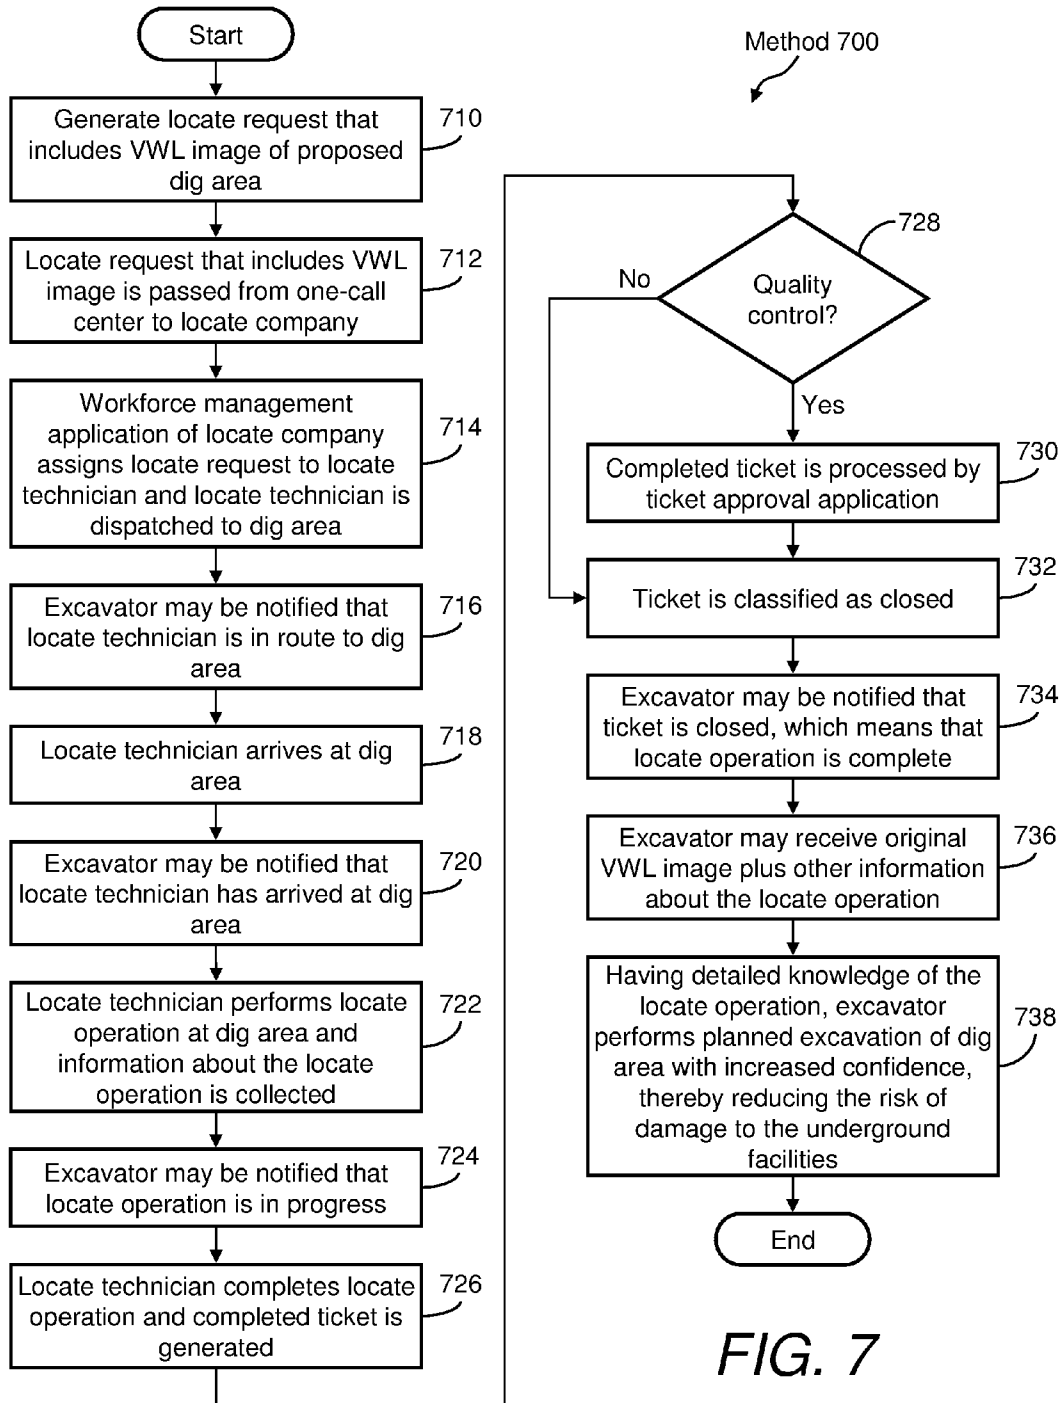 Start
Generate locate request that
includes VWL image of proposed
dig area
710
Locate request that includes VWL
image is passed from one-call
center to locate company
712
Workforce management
application of locate company
assigns locate request to locate
technician and locate technician is
dispatched to dig area
714
Excavator may be notified that
locate technician is in route to dig
area
716
Locate technician arrives at dig
area
718
Excavator may be notified that
locate technician has arrived at dig
area
720
Locate technician performs locate
operation at dig area and
information about the locate
operation is collected
722
Excavator may be notified that
locate operation is in progress
724
Locate technician completes locate
operation and completed ticket is
generated
726
Method 700
Quality
control?
728
No
Yes
Completed ticket is processed by
ticket approval application
730
Ticket is classified as closed
732
Excavator may be notified that
ticket is closed, which means that
locate operation is complete
734
Excavator may receive original
VWL image plus other information
about the locate operation
736
Having detailed knowledge of the
locate operation, excavator
performs planned excavation of dig
area with increased confidence,
thereby reducing the risk of
damage to the underground
facilities
738
End
FIG. 7